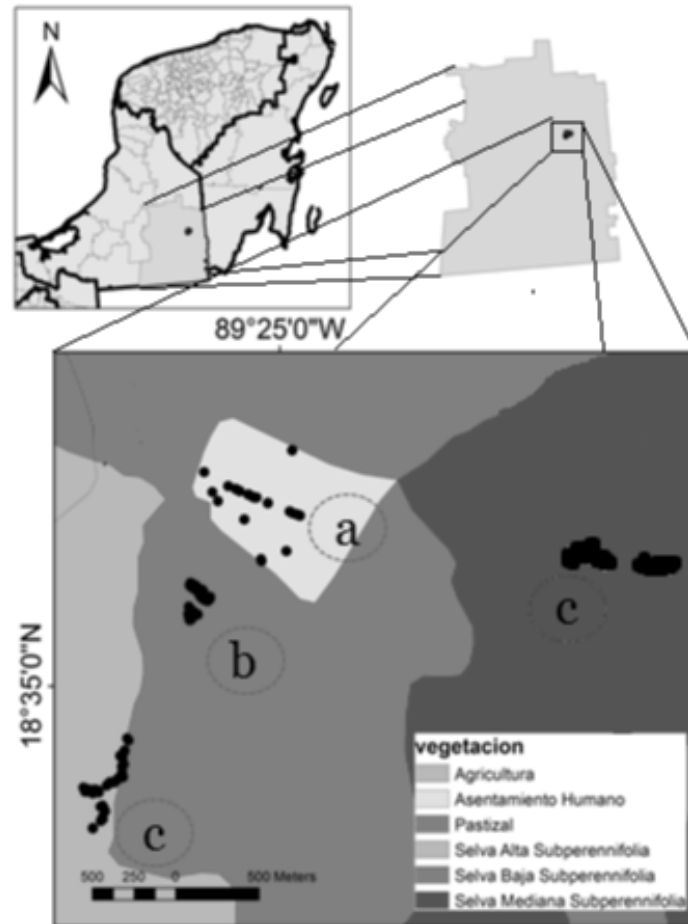 N
89°25'0"W
a
b
c
c
18°35'0"N
vegetacion
Agricultura
Asentamiento Humano
Pastizal
Selva Alta Subperennifolia
Selva Baja Subperennifolia
Selva Mediana Subperennifolia
500 250 0 500 Meters